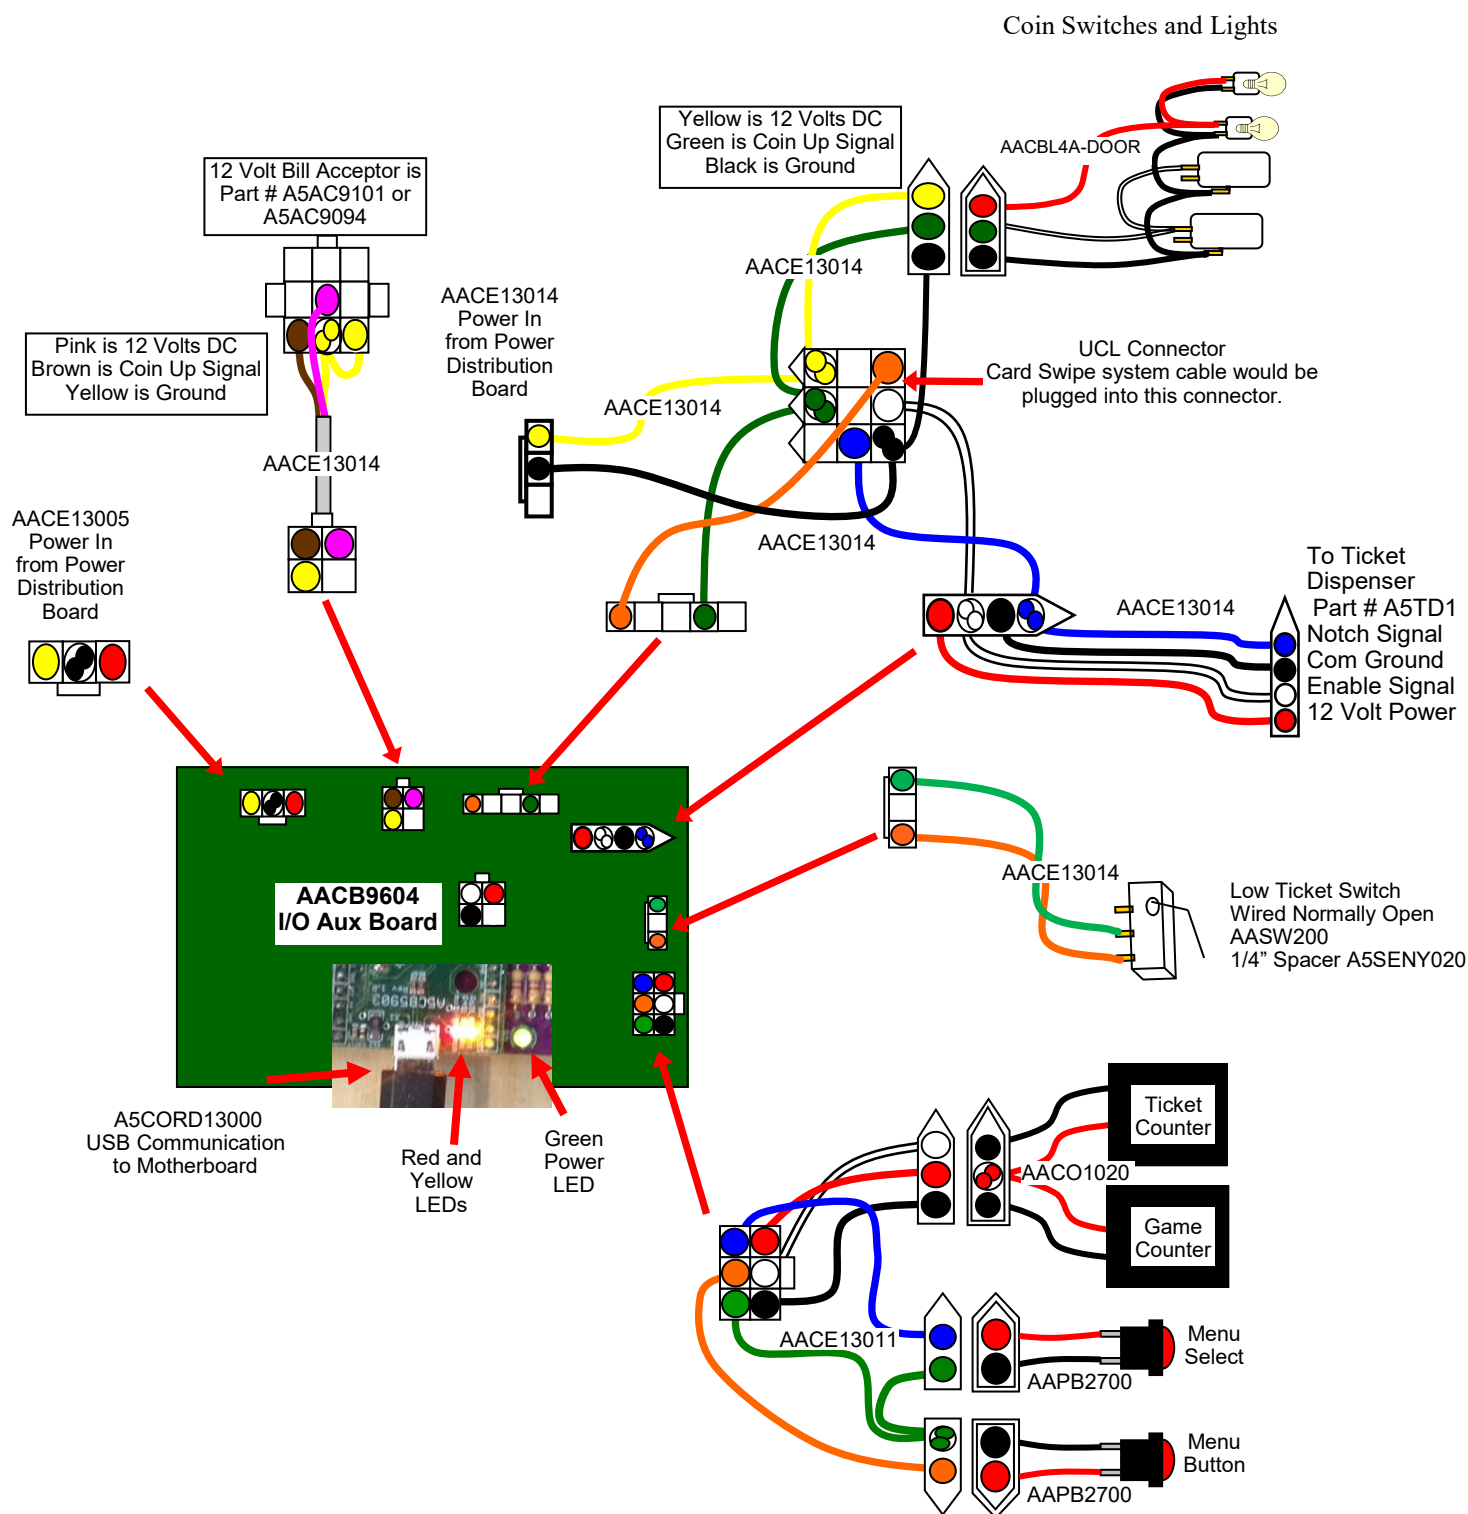 Coin Switches and Lights
Yellow is 12 Volts DC
Green is Coin Up Signal
Black is Ground
AACBL4A-DOOR
12 Volt Bill Acceptor is
Part # A5AC9101 or
A5AC9094
AACE13014
AACE13014
Power In
from Power
Distribution
Board
Pink is 12 Volts DC
Brown is Coin Up Signal
Yellow is Ground
UCL Connector
Card Swipe system cable would be
plugged into this connector.
AACE13014
AACE13014
AACE13005
Power In
from Power
Distribution
Board
AACE13014
To Ticket
Dispenser
Part # A5TD1
Notch Signal
Com Ground
Enable Signal
12 Volt Power
AACE13014
AACE13014
Low Ticket Switch
Wired Normally Open
AASW200
1/4” Spacer A5SENY020
AACB9604
I/O Aux Board
A5CB5903
A5CORD13000
USB Communication
to Motherboard
Red and
Yellow
LEDs
Green
Power
LED
Ticket
Counter
AACO1020
Game
Counter
AACE13011
Menu
Select
AAPB2700
Menu
Button
AAPB2700